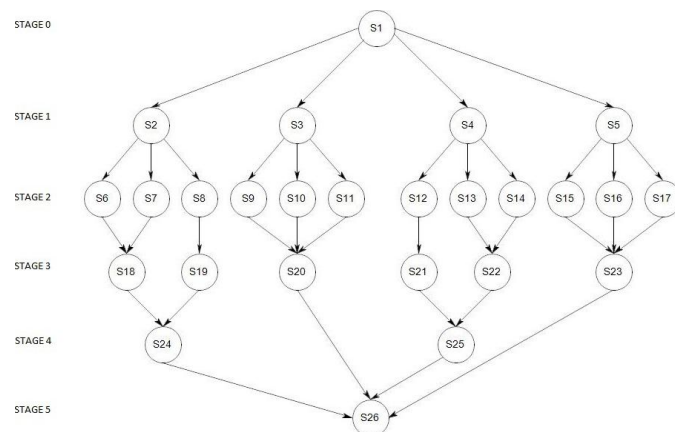 STAGE 0
S1
STAGE 1
S2 S3 S4 S5
STAGE 2
S6 S7 S8 S9 S10 S11 S12 S13 S14 S15 S16 S17
STAGE 3
S18 S19 S20 S21 S22 S23
STAGE 4
S24 S25
STAGE 5
S26